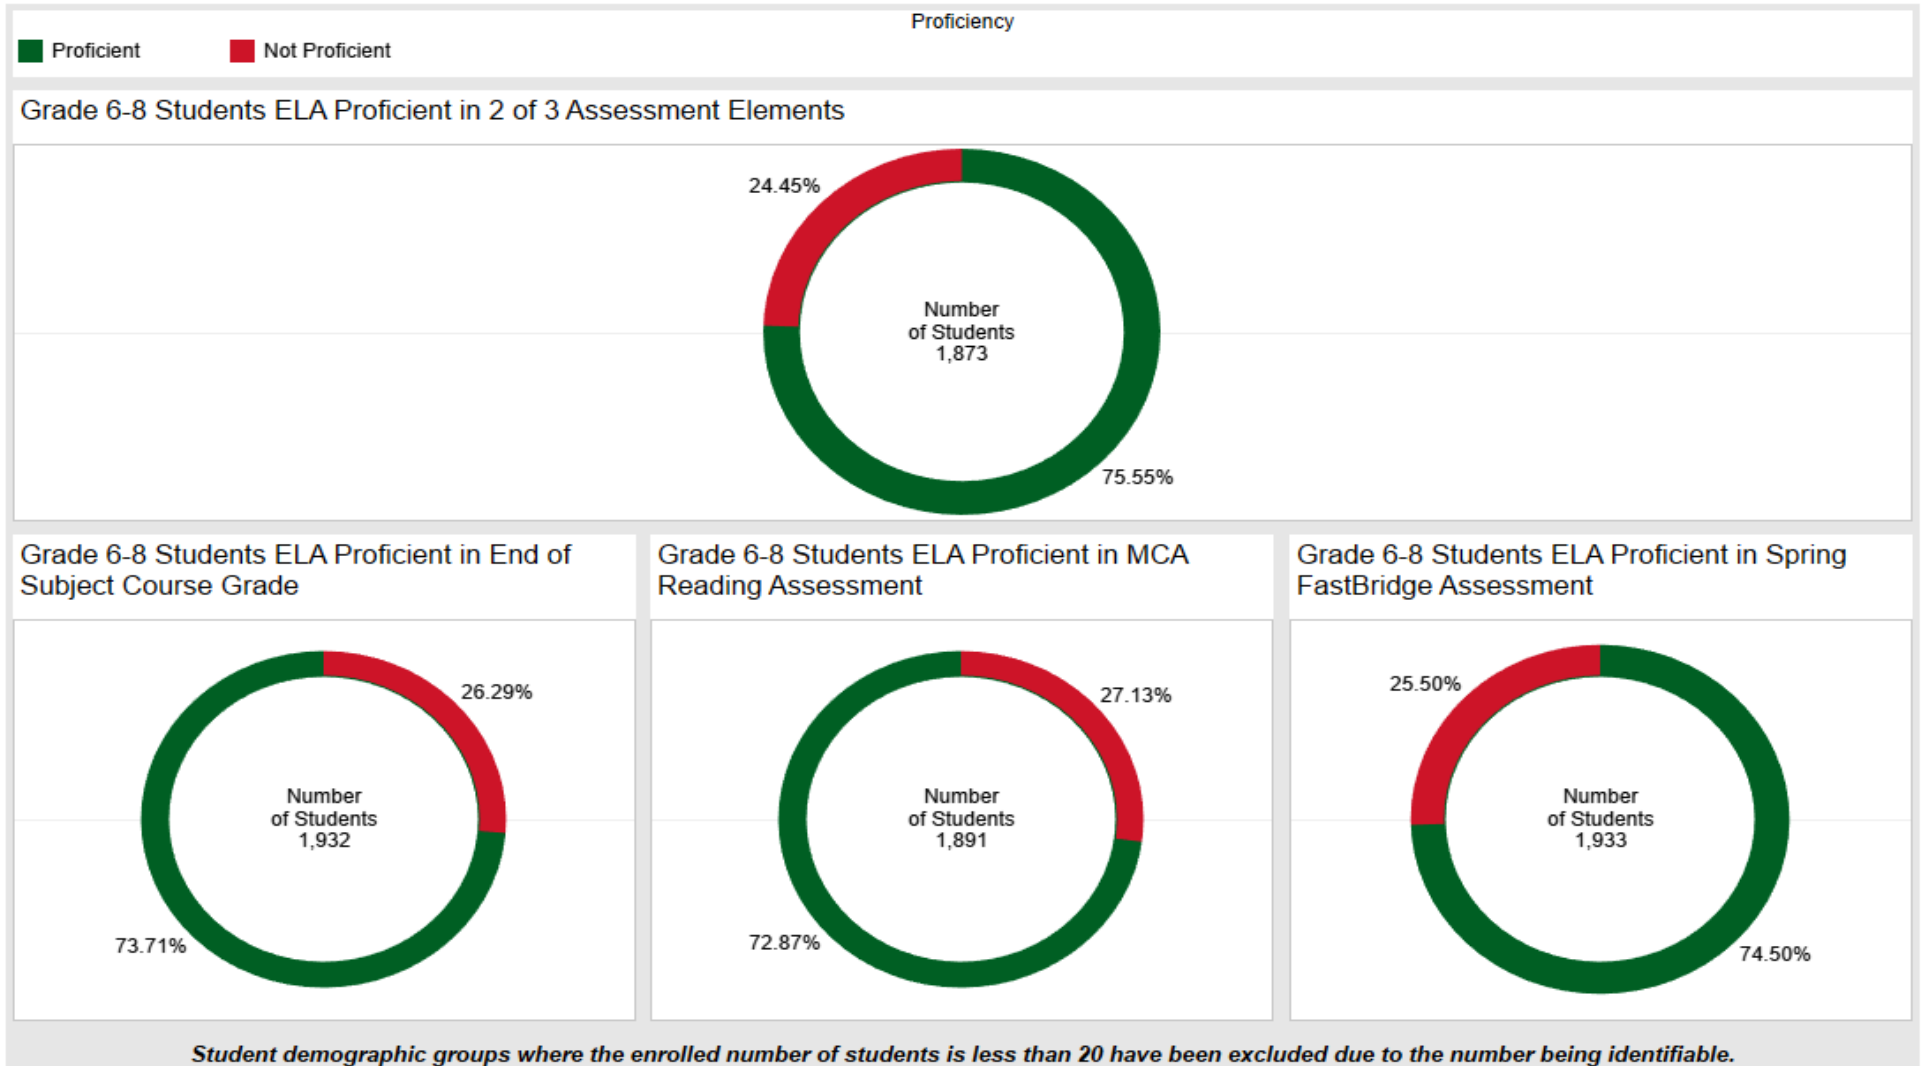 Proficiency
Proficient
Not Proficient
Grade 6-8 Students ELA Proficient in 2 of 3 Assessment Elements
24.45%
Number
of Students
1,873
75.55%
Grade 6-8 Students ELA Proficient in End of
Subject Course Grade
26.29%
Number
of Students
1,932
73.71%
Grade 6-8 Students ELA Proficient in MCA
Reading Assessment
27.13%
Number
of Students
1,891
72.87%
Grade 6-8 Students ELA Proficient in Spring
FastBridge Assessment
25.50%
Number
of Students
1,933
74.50%
Student demographic groups where the enrolled number of students is less than 20 have been excluded due to the number being identifiable.